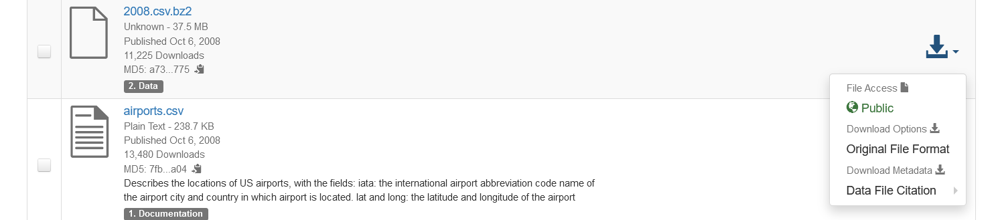 2008.csv.bz2
Unknown - 37.5 MB
Published Oct 6, 2008
11,225 Downloads
MD5: a73...775
2. Data
File Access
Public
Download Options
Original File Format
Download Metadata
Data File Citation
airports.csv
Plain Text - 238.7 KB
Published Oct 6, 2008
13,480 Downloads
MD5: 7fb...a04
Describes the locations of US airports, with the fields: iata: the international airport abbreviation code name of
the airport city and country in which airport is located. lat and long: the latitude and longitude of the airport
1. Documentation